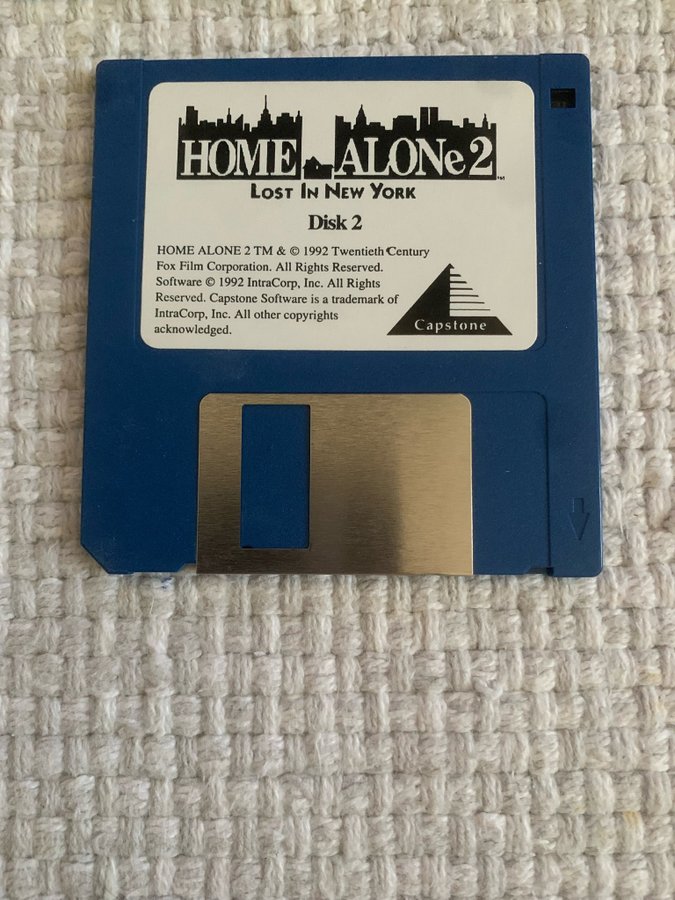 HOME ALONe 2 ™
LOST IN NEW YORK
Disk 2
HOME ALONE 2 TM & © 1992 Twentieth Century
Fox Film Corporation. All Rights Reserved.
Software © 1992 IntraCorp, Inc. All Rights
Reserved. Capstone Software is a trademark of
IntraCorp, Inc. All other copyrights
acknowledged.
Capstone